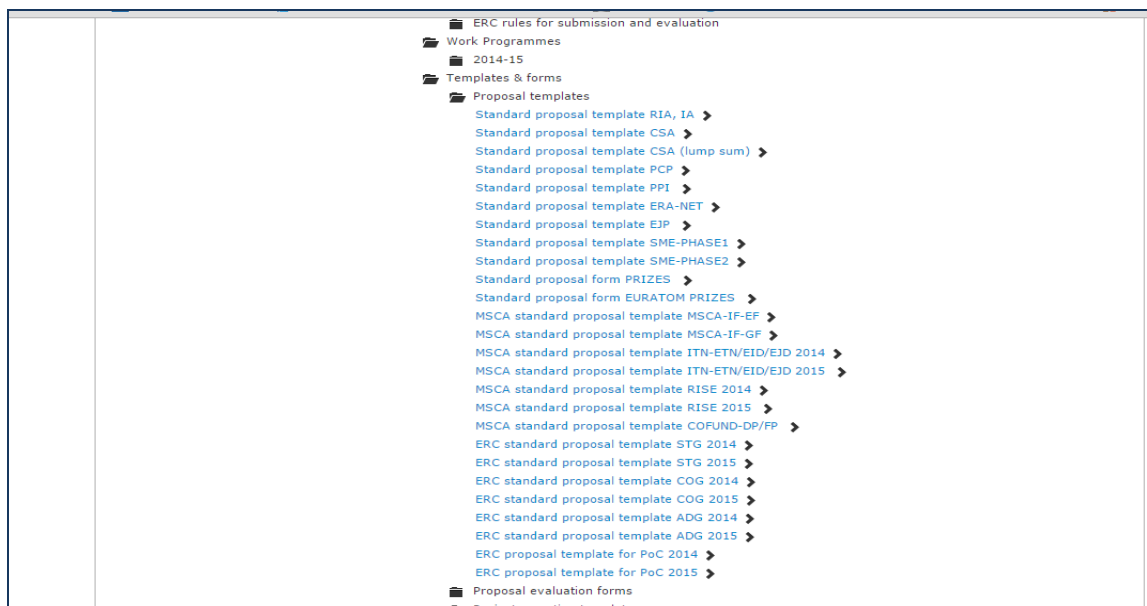 ERC rules for submission and evaluation
Work Programmes
2014-15
Templates & forms
Proposal templates
Standard proposal template RIA, IA
Standard proposal template CSA
Standard proposal template CSA (lump sum)
Standard proposal template PCP
Standard proposal template PPI
Standard proposal template ERA-NET
Standard proposal template EJP
Standard proposal template SME-PHASE1
Standard proposal template SME-PHASE2
Standard proposal form PRIZES
Standard proposal form EURATOM PRIZES
MSCA standard proposal template MSCA-IF-EF
MSCA standard proposal template MSCA-IF-GF
MSCA standard proposal template ITN-ETN/EID/EJD 2014
MSCA standard proposal template ITN-ETN/EID/EJD 2015
MSCA standard proposal template RISE 2014
MSCA standard proposal template RISE 2015
MSCA standard proposal template COFUND-DP/FP
ERC standard proposal template STG 2014
ERC standard proposal template STG 2015
ERC standard proposal template COG 2014
ERC standard proposal template COG 2015
ERC standard proposal template ADG 2014
ERC standard proposal template ADG 2015
ERC proposal template for PoC 2014
ERC proposal template for PoC 2015
Proposal evaluation forms